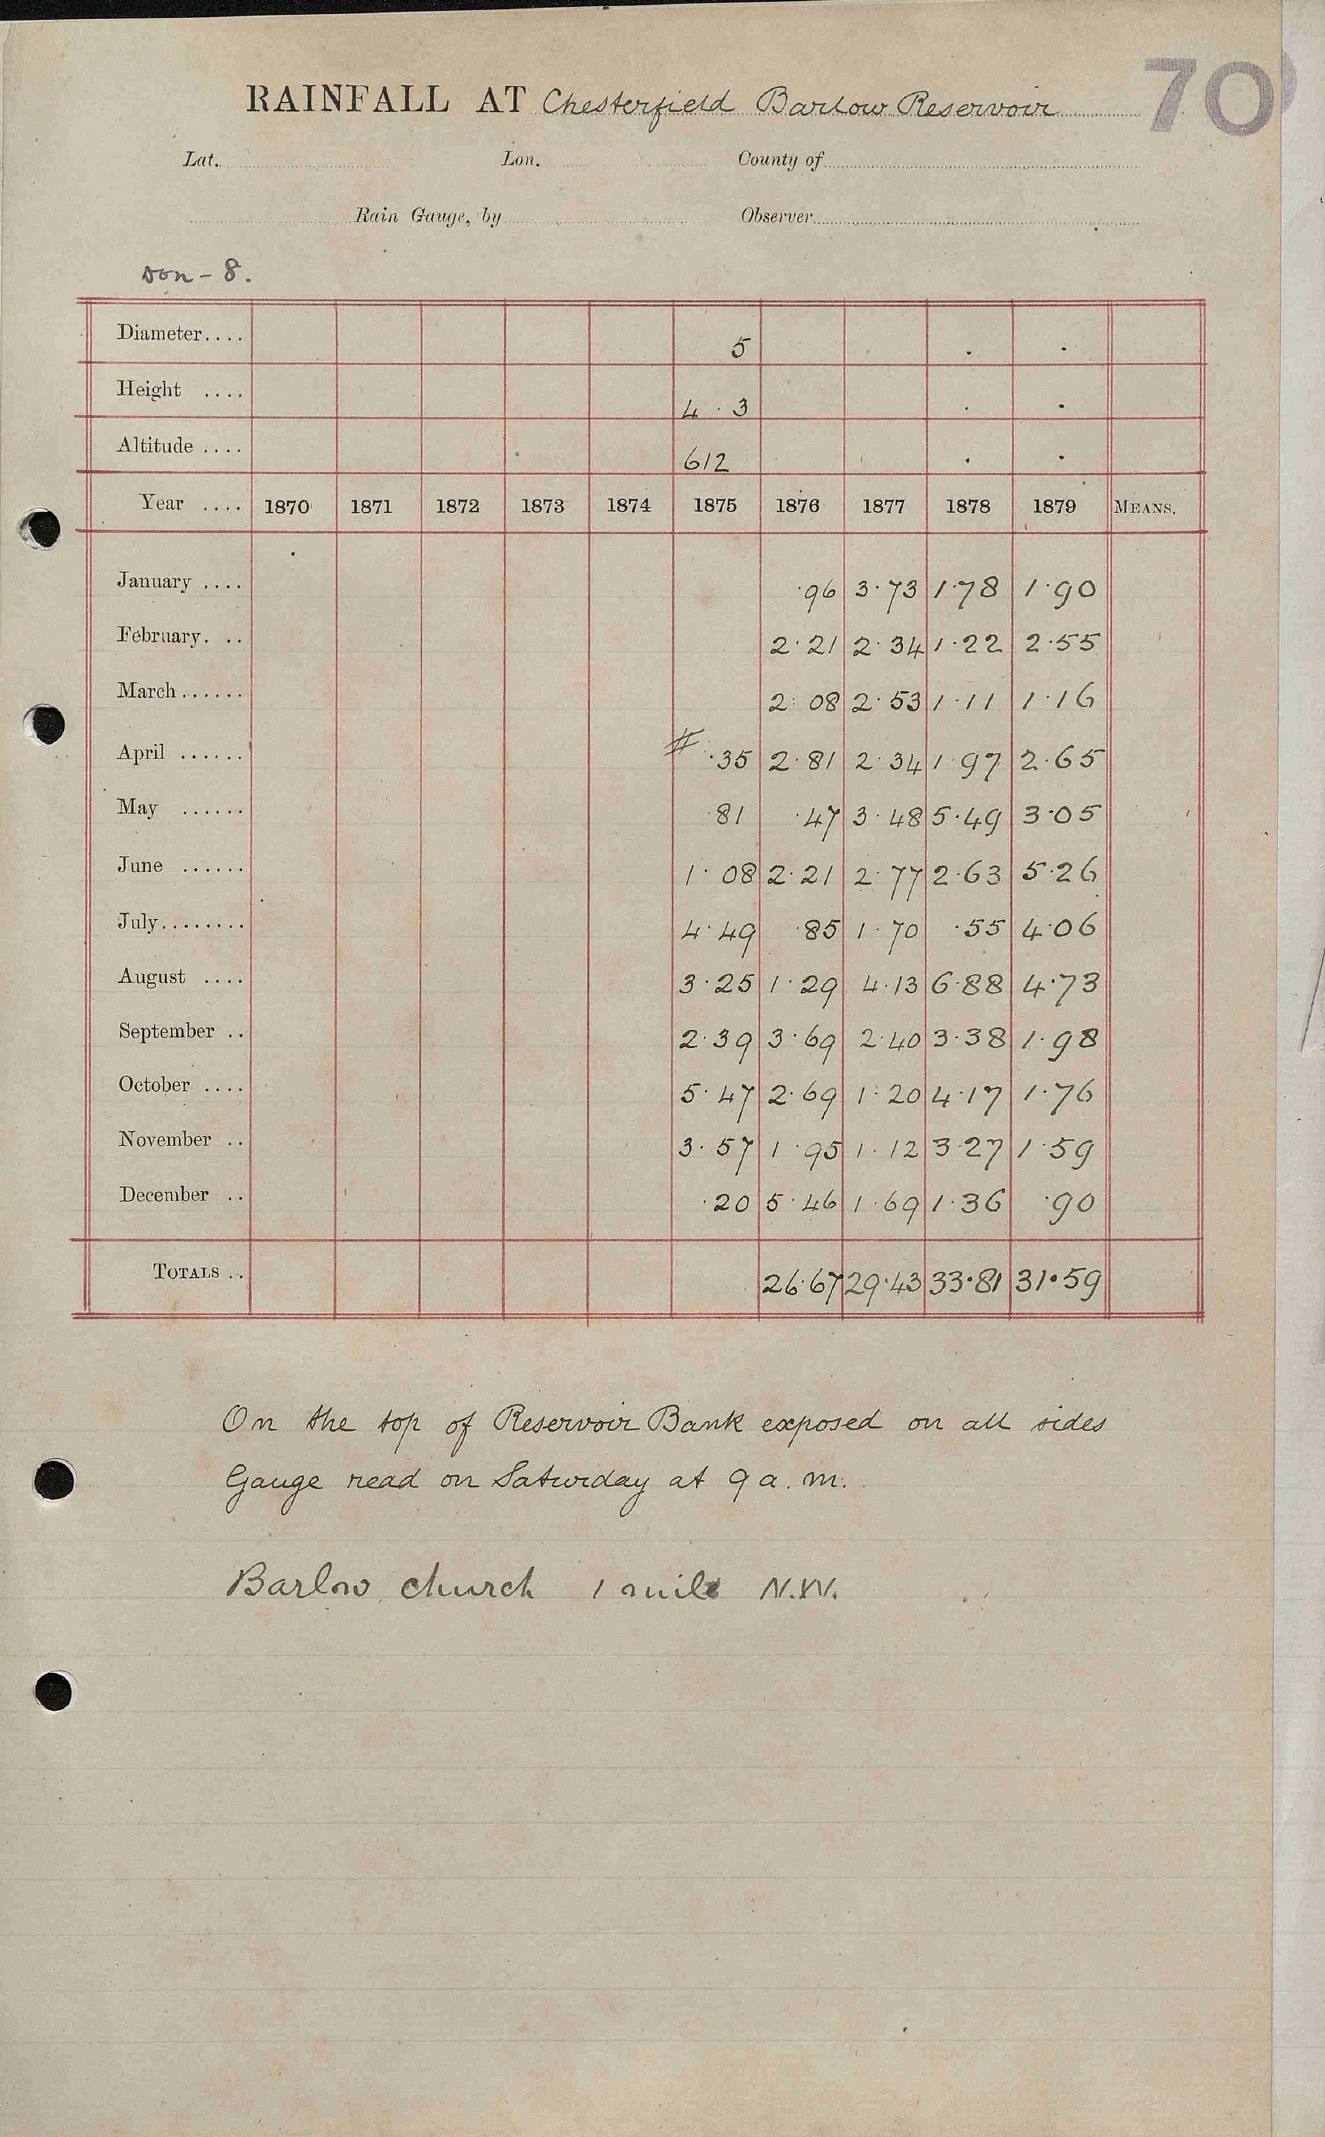 70
RAINFALL AT Chesterfield Barlow Reservoir
Lat. Lon. County of
Rain Gauge, by Observer
Don - 8.
Diameter.... 5 . .
Height .... 4 . 3 . .
Altitude .... 612 . .
Year .... 1870 1871 1872 1873 1874 1875 1876 1877 1878 1879 MEANS.
January .... ·96 3·73 1·78 1·90
February. .. 2·21 2·34 1·22 2·55
March...... 2·08 2·53 1·11 1·16
April ...... # ·35 2·81 2·34 1·97 2·65
May ...... ·81 ·47 3·48 5·49 3·05
June ...... 1·08 2·21 2·77 2·63 5·26
July........ 4·49 ·85 1·70 ·55 4·06
August .... 3·25 1·29 4·13 6·88 4·73
September .. 2·39 3·69 2·40 3·38 1·98
October .... 5·47 2·69 1·20 4·17 1·76
November .. 3·57 1·95 1·12 3·27 1·59
December .. ·20 5·46 1·69 1·36 ·90
TOTALS .. 26·67 29·43 33·81 31·59
On the top of Reservoir Bank exposed on all sides
Gauge read on Saturday at 9 a.m.
Barlow church 1 mile N.W.